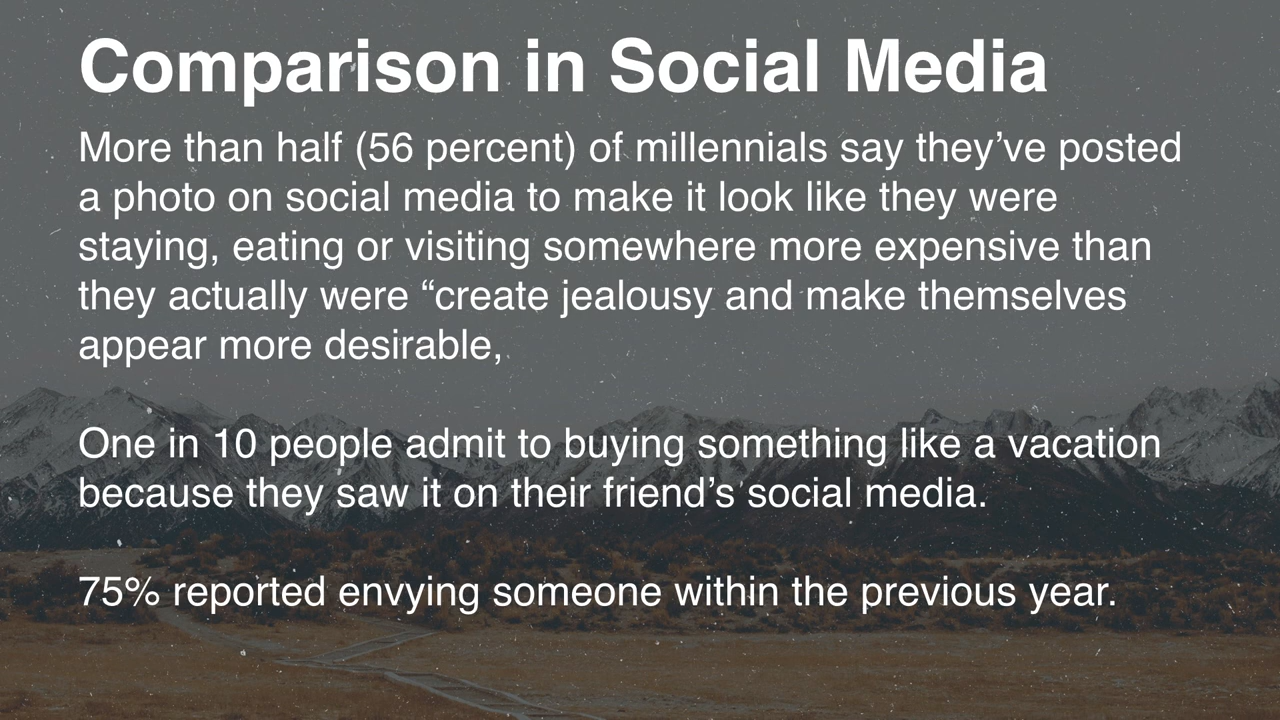 Comparison in Social Media
More than half (56 percent) of millennials say they’ve posted
a photo on social media to make it look like they were
staying, eating or visiting somewhere more expensive than
they actually were “create jealousy and make themselves
appear more desirable,
One in 10 people admit to buying something like a vacation
because they saw it on their friend’s social media.
75% reported envying someone within the previous year.